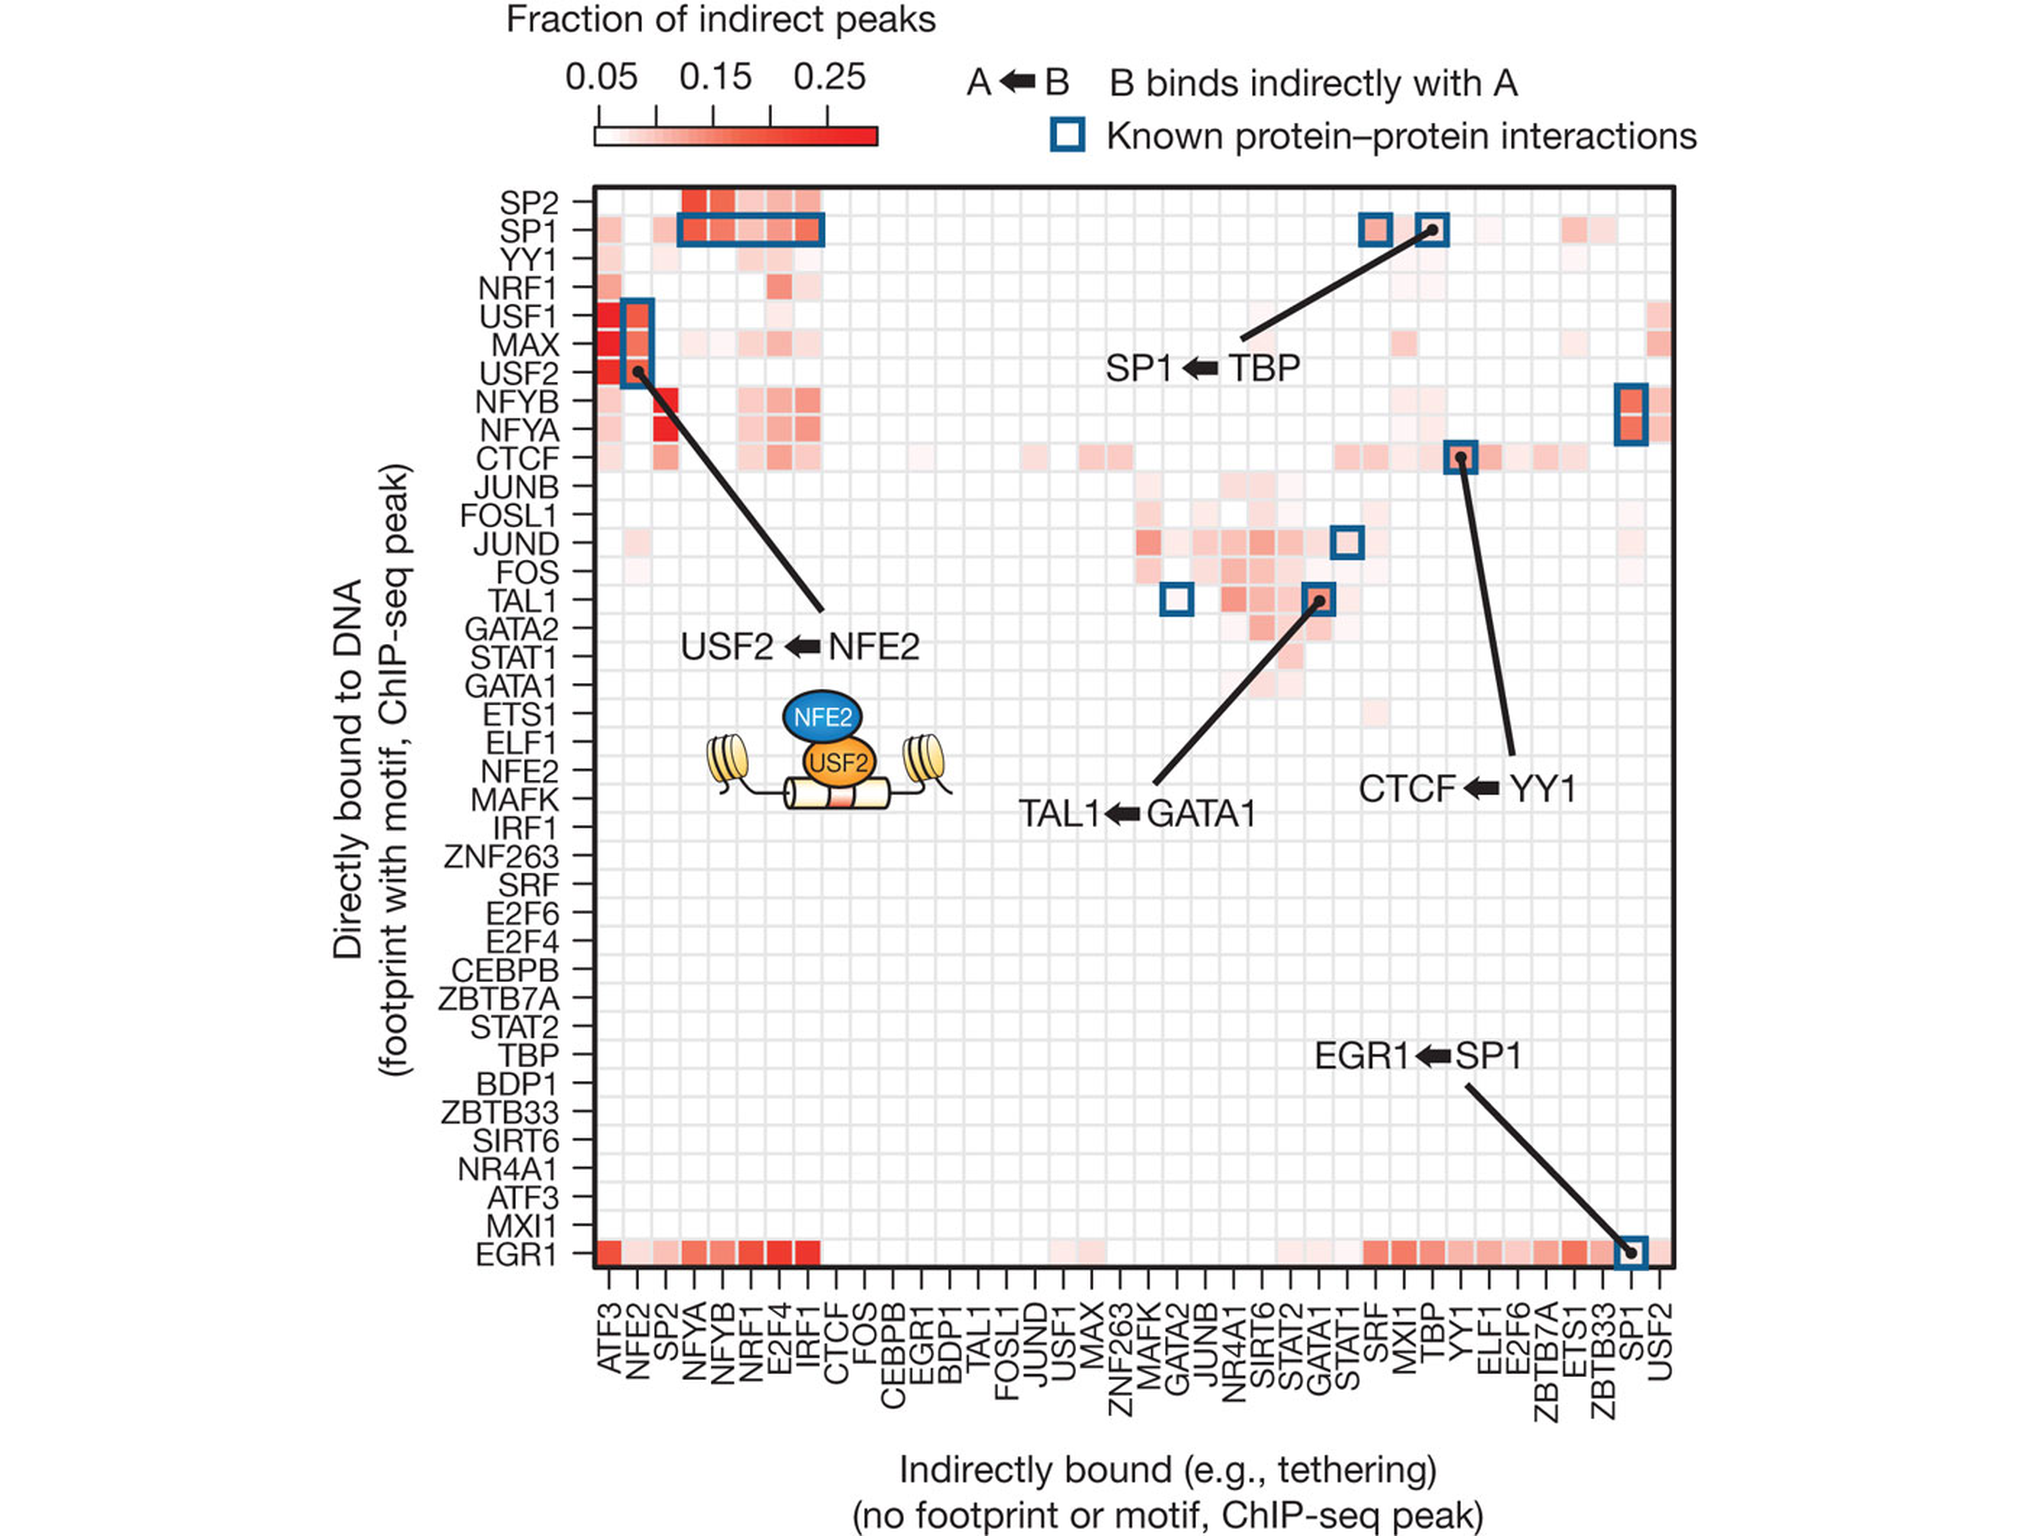 Fraction of indirect peaks
0.05 0.15 0.25
A B B binds indirectly with A
Known protein–protein interactions
Directly bound to DNA
(footprint with motif, ChIP-seq peak)
SP2
SP1
YY1
NRF1
USF1
MAX
USF2
NFYB
NFYA
CTCF
JUNB
FOSL1
JUND
FOS
TAL1
GATA2
STAT1
GATA1
ETS1
ELF1
NFE2
MAFK
IRF1
ZNF263
SRF
E2F6
E2F4
CEBPB
ZBTB7A
STAT2
TBP
BDP1
ZBTB33
SIRT6
NR4A1
ATF3
MXI1
EGR1
SP1 TBP
USF2 NFE2
NFE2
USF2
TAL1 GATA1
CTCF YY1
EGR1 SP1
ATF3
NFE2
SP2
NFYA
NFYB
NRF1
E2F4
IRF1
CTCF
FOS
CEBPB
EGR1
BDP1
TAL1
FOSL1
JUND
USF1
MAX
ZNF263
MAFK
GATA2
JUNB
NR4A1
SIRT6
STAT2
GATA1
STAT1
SRF
MXI1
TBP
YY1
ELF1
E2F6
ZBTB7A
ETS1
ZBTB33
SP1
USF2
Indirectly bound (e.g., tethering)
(no footprint or motif, ChIP-seq peak)